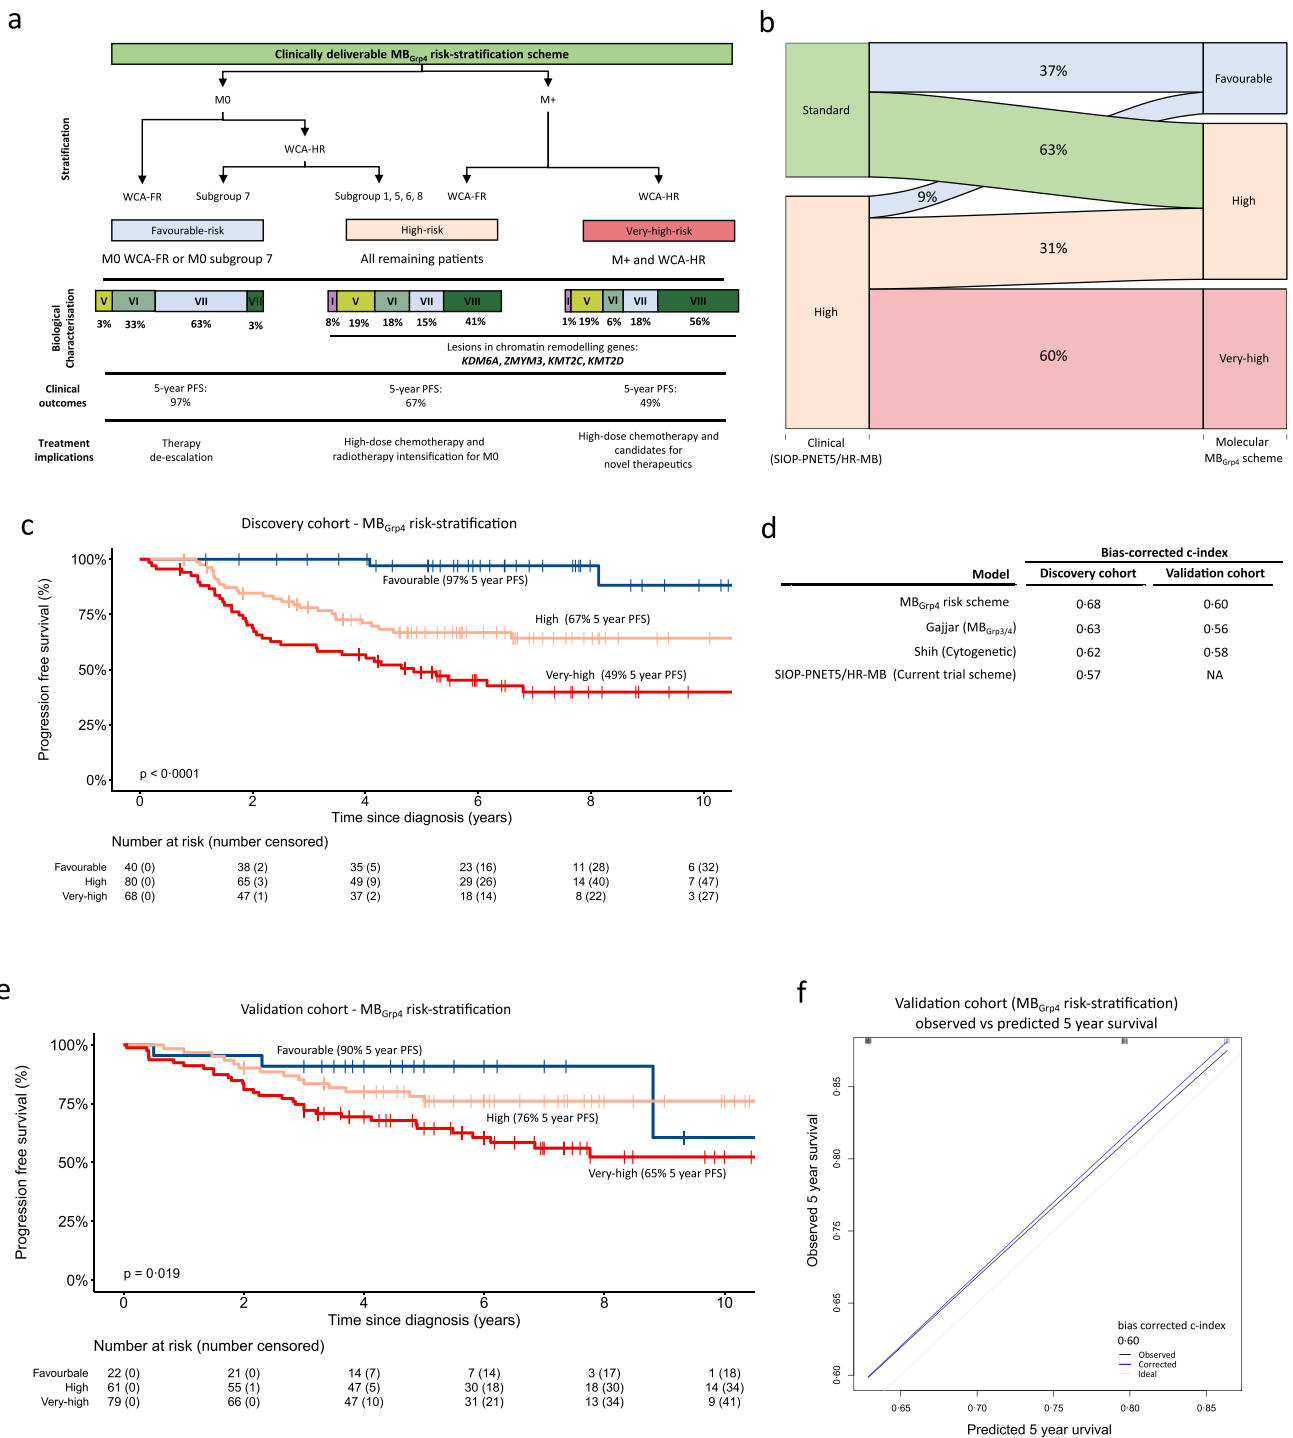 a
Clinically deliverable MBGrp4 risk-stratification scheme
Stratification
M0
M+
WCA-HR
WCA-FR
Subgroup 7
Subgroup 1, 5, 6, 8
WCA-FR
WCA-HR
Favourable-risk
High-risk
Very-high-risk
M0 WCA-FR or M0 subgroup 7
All remaining patients
M+ and WCA-HR
Biological
Characterisation
V VI VII VII
3% 33% 63% 3%
I V VI VII VIII
8% 19% 18% 15% 41%
I V VI VII VIII
1% 19% 6% 18% 56%
Lesions in chromatin remodelling genes:
KDM6A, ZMYM3, KMT2C, KMT2D
Clinical
outcomes
5-year PFS:
97%
5-year PFS:
67%
5-year PFS:
49%
Treatment
implications
Therapy
de-escalation
High-dose chemotherapy and
radiotherapy intensification for M0
High-dose chemotherapy and
candidates for
novel therapeutics
b
Standard
High
37%
63%
9%
31%
60%
Favourable
High
Very-high
Clinical
(SIOP-PNET5/HR-MB)
Molecular
MBGrp4 scheme
c
Discovery cohort - MBGrp4 risk-stratification
Progression free survival (%)
100%
75%
50%
25%
0%
Favourable (97% 5 year PFS)
High (67% 5 year PFS)
Very-high (49% 5 year PFS)
p < 0·0001
0 2 4 6 8 10
Time since diagnosis (years)
Number at risk (number censored)
Favourable 40 (0) 38 (2) 35 (5) 23 (16) 11 (28) 6 (32)
High 80 (0) 65 (3) 49 (9) 29 (26) 14 (40) 7 (47)
Very-high 68 (0) 47 (1) 37 (2) 18 (14) 8 (22) 3 (27)
d
Bias-corrected c-index
Model Discovery cohort Validation cohort
MBGrp4 risk scheme 0·68 0·60
Gajjar (MBGrp3/4) 0·63 0·56
Shih (Cytogenetic) 0·62 0·58
SIOP-PNET5/HR-MB (Current trial scheme) 0·57 NA
e
Validation cohort - MBGrp4 risk-stratification
Progression free survival (%)
100%
75%
50%
25%
0%
Favourable (90% 5 year PFS)
High (76% 5 year PFS)
Very-high (65% 5 year PFS)
p = 0·019
0 2 4 6 8 10
Time since diagnosis (years)
Number at risk (number censored)
Favourbale 22 (0) 21 (0) 14 (7) 7 (14) 3 (17) 1 (18)
High 61 (0) 55 (1) 47 (5) 30 (18) 18 (30) 14 (34)
Very-high 79 (0) 66 (0) 47 (10) 31 (21) 13 (34) 9 (41)
f
Validation cohort (MBGrp4 risk-stratification)
observed vs predicted 5 year survival
Observed 5 year survival
0·85
0·80
0·75
0·65
0·60
bias corrected c-index
0·60
Observed
Corrected
Ideal
0·65 0·70 0·75 0·80 0·85
Predicted 5 year urvival